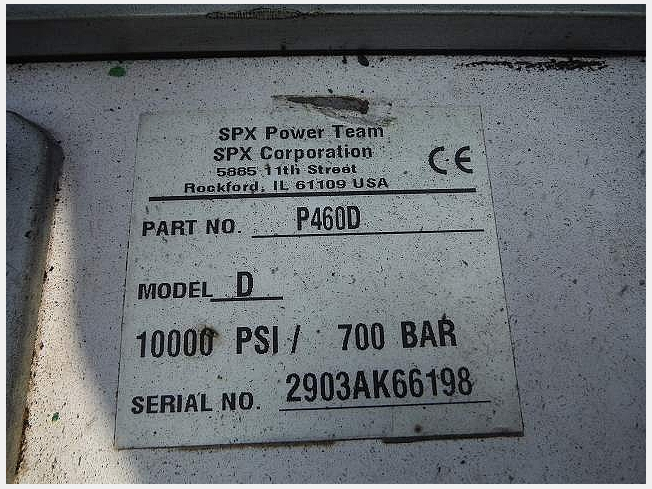 SPX Power Team
SPX Corporation
5885 11th Street
Rockford, IL 61109 USA
CE
PART NO. P460D
MODEL D
10000 PSI / 700 BAR
SERIAL NO. 2903AK66198